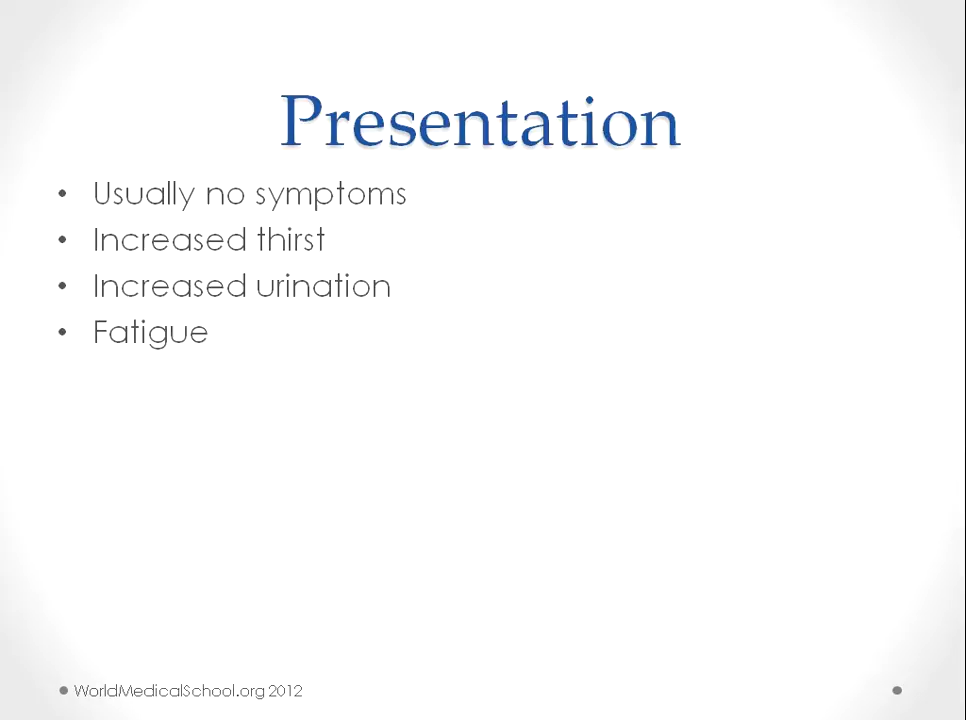 Presentation
• Usually no symptoms
• Increased thirst
• Increased urination
• Fatigue
WorldMedicalSchool.org 2012